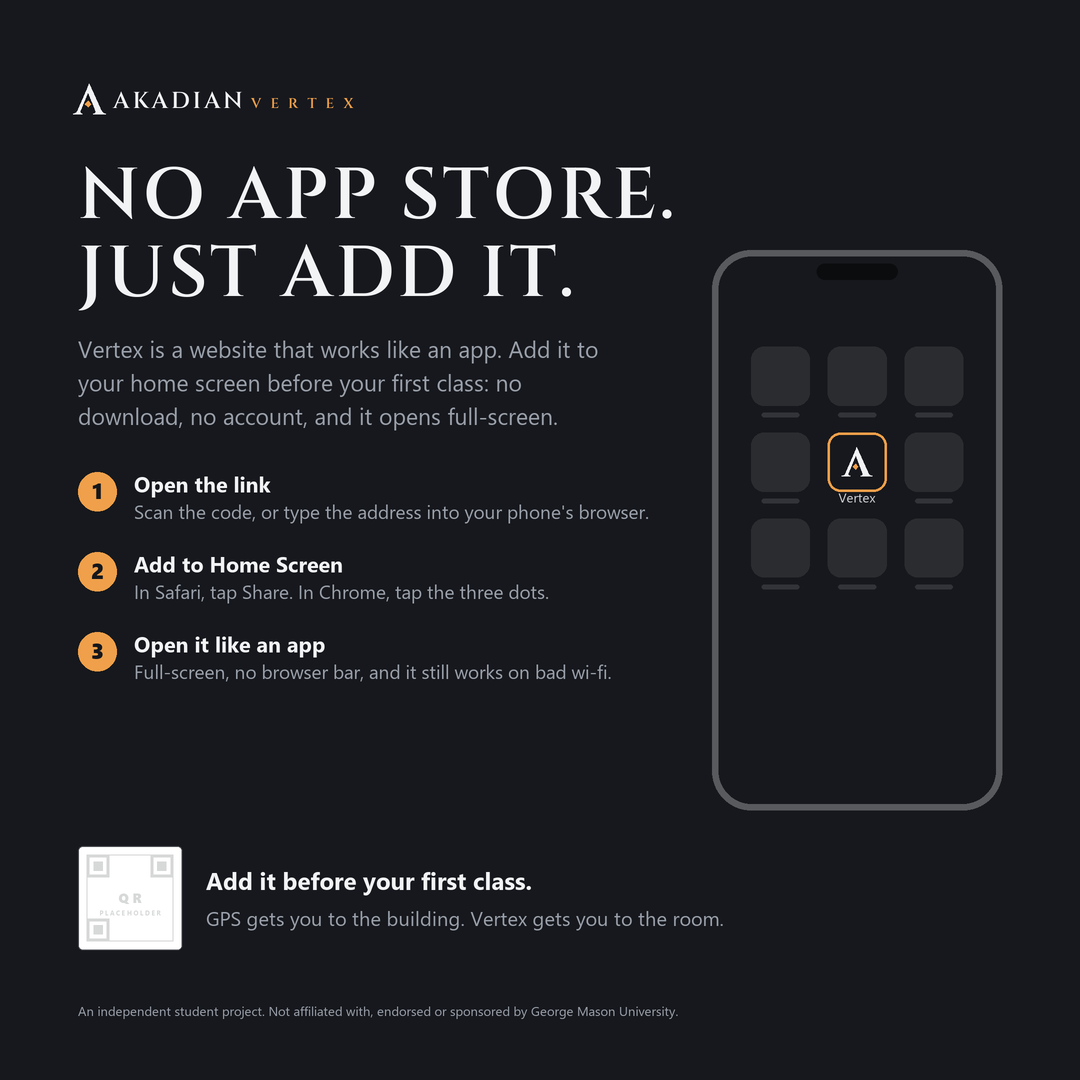 AKADIAN VERTEX
NO APP STORE.
JUST ADD IT.
Vertex is a website that works like an app. Add it to
your home screen before your first class: no
download, no account, and it opens full-screen.
1 Open the link
Scan the code, or type the address into your phone's browser.
2 Add to Home Screen
In Safari, tap Share. In Chrome, tap the three dots.
3 Open it like an app
Full-screen, no browser bar, and it still works on bad wi-fi.
Vertex
QR
PLACEHOLDER
Add it before your first class.
GPS gets you to the building. Vertex gets you to the room.
An independent student project. Not affiliated with, endorsed or sponsored by George Mason University.